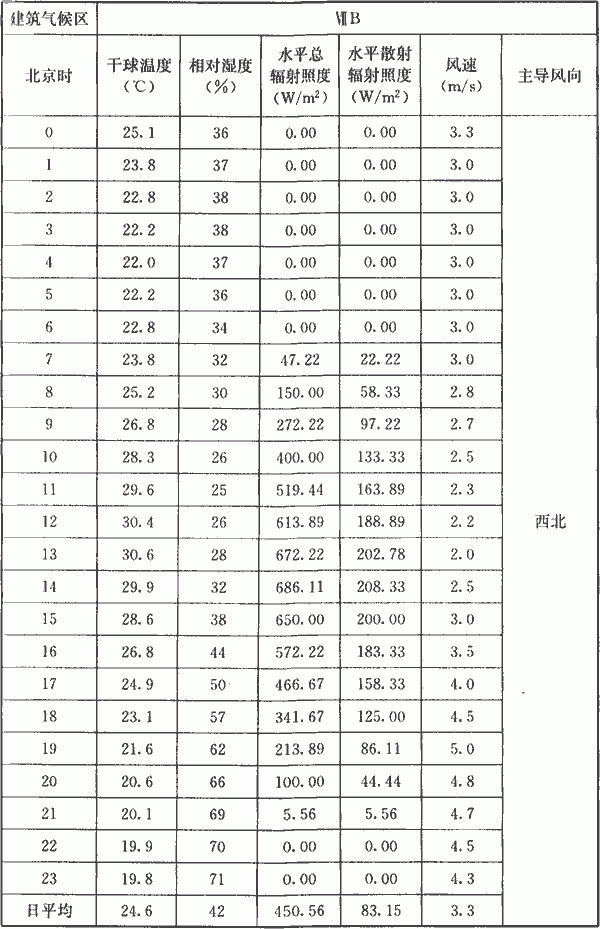 建筑气候区 ⅦB
北京时 干球温度(℃) 相对湿度(%) 水平总辐射照度(W/m²) 水平散射辐射照度(W/m²) 风速(m/s) 主导风向
0 25.1 36 0.00 0.00 3.3
1 23.8 37 0.00 0.00 3.0
2 22.8 38 0.00 0.00 3.0
3 22.2 38 0.00 0.00 3.0
4 22.0 37 0.00 0.00 3.0
5 22.2 36 0.00 0.00 3.0
6 22.8 34 0.00 0.00 3.0
7 23.8 32 47.22 22.22 3.0
8 25.2 30 150.00 58.33 2.8
9 26.8 28 272.22 97.22 2.7
10 28.3 26 400.00 133.33 2.5
11 29.6 25 519.44 163.89 2.3
12 30.4 26 613.89 188.89 2.2 西北
13 30.6 28 672.22 202.78 2.0
14 29.9 32 686.11 208.33 2.5
15 28.6 38 650.00 200.00 3.0
16 26.8 44 572.22 183.33 3.5
17 24.9 50 466.67 158.33 4.0
18 23.1 57 341.67 125.00 4.5
19 21.6 62 213.89 86.11 5.0
20 20.6 66 100.00 44.44 4.8
21 20.1 69 5.56 5.56 4.7
22 19.9 70 0.00 0.00 4.5
23 19.8 71 0.00 0.00 4.3
日平均 24.6 42 450.56 83.15 3.3